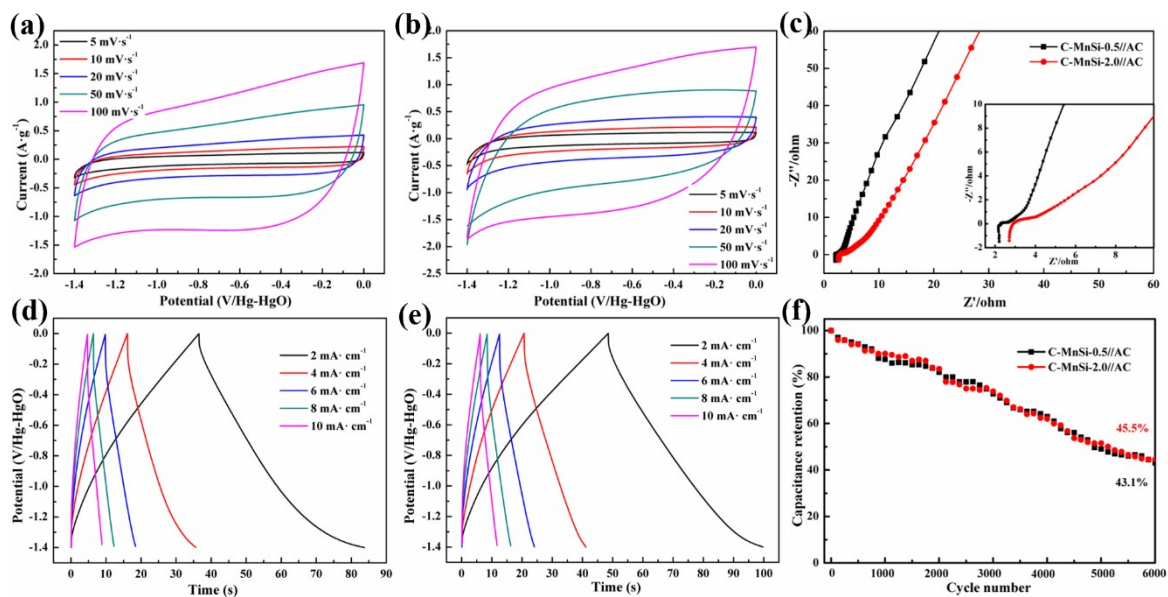 (a)
2.0
1.5
1.0
0.5
0.0
-0.5
-1.0
-1.5
-2.0
Current (A·g⁻¹)
5 mV·s⁻¹
10 mV·s⁻¹
20 mV·s⁻¹
50 mV·s⁻¹
100 mV·s⁻¹
-1.4 -1.2 -1.0 -0.8 -0.6 -0.4 -0.2 0.0
Potential (V/Hg-HgO)
(b)
2.0
1.5
1.0
0.5
0.0
-0.5
-1.0
-1.5
-2.0
-2.5
Current (A·g⁻¹)
5 mV·s⁻¹
10 mV·s⁻¹
20 mV·s⁻¹
50 mV·s⁻¹
100 mV·s⁻¹
-1.4 -1.2 -1.0 -0.8 -0.6 -0.4 -0.2 0.0
Potential (V/Hg-HgO)
(c)
50
40
30
20
10
0
-Z''/ohm
C-MnSi-0.5//AC
C-MnSi-2.0//AC
10
8
6
4
2
0
-2
-Z''/ohm
2 4 6 8
Z'/ohm
0 10 20 30 40 50 60
Z'/ohm
(d)
0.0
-0.2
-0.4
-0.6
-0.8
-1.0
-1.2
-1.4
Potential (V/Hg-HgO)
2 mA· cm⁻¹
4 mA· cm⁻¹
6 mA· cm⁻¹
8 mA· cm⁻¹
10 mA· cm⁻¹
0 10 20 30 40 50 60 70 80 90
Time (s)
(e)
0.0
-0.2
-0.4
-0.6
-0.8
-1.0
-1.2
-1.4
Potential (V/Hg-HgO)
2 mA· cm⁻¹
4 mA· cm⁻¹
6 mA· cm⁻¹
8 mA· cm⁻¹
10 mA· cm⁻¹
0 10 20 30 40 50 60 70 80 90 100
Time (s)
(f)
100
80
60
40
20
0
Capacitance retention (%)
C-MnSi-0.5//AC
C-MnSi-2.0//AC
45.5%
43.1%
0 1000 2000 3000 4000 5000 6000
Cycle number